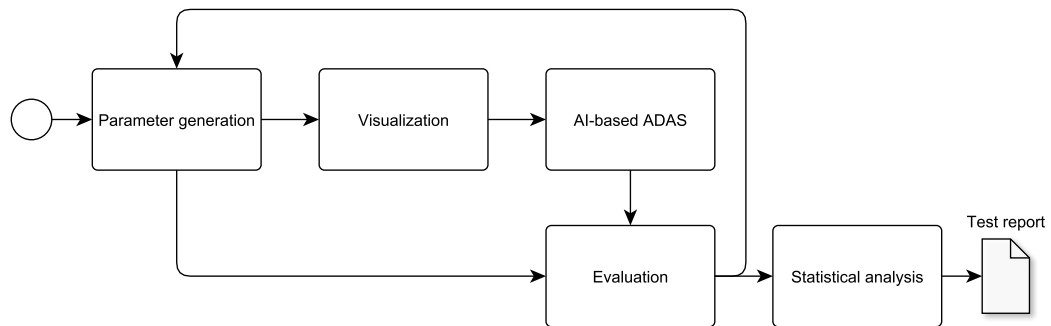 Parameter generation
Visualization
AI-based ADAS
Test report
Evaluation
Statistical analysis